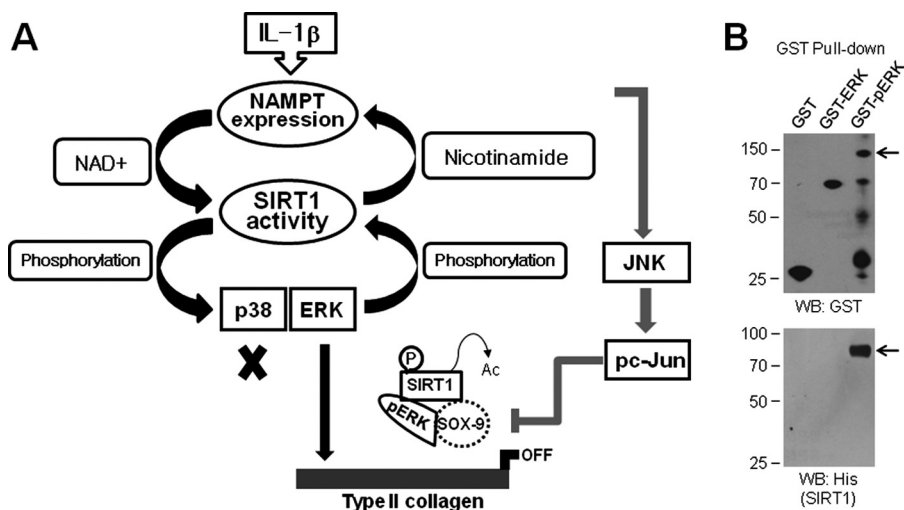 A
IL-1β
NAMPT
expression
NAD+
Nicotinamide
SIRT1
activity
Phosphorylation
Phosphorylation
p38
ERK
JNK
pc-Jun
P
SIRT1
Ac
pERK
SOX-9
OFF
Type II collagen
B
GST Pull-down
GST
GST-ERK
GST-pERK
150
70
50
25
WB: GST
100
70
50
25
WB: His
(SIRT1)